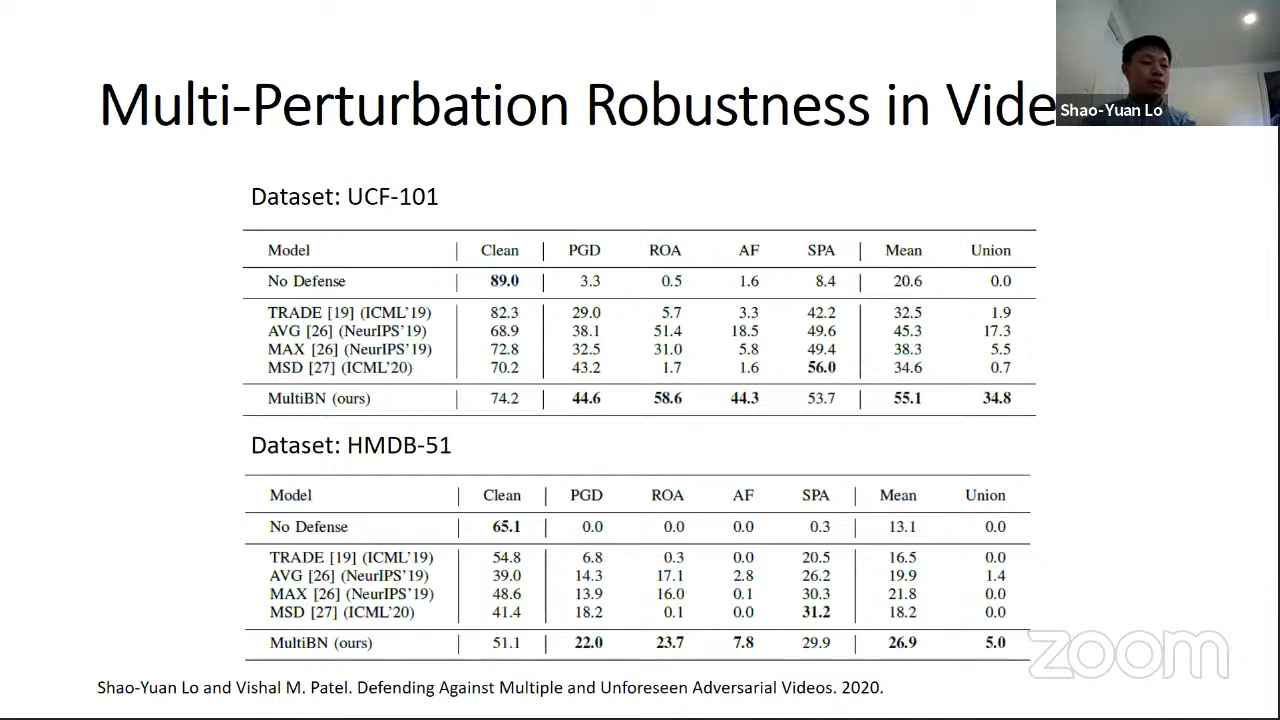 Multi-Perturbation Robustness in Vide
Shao-Yuan Lo
Dataset: UCF-101
Model Clean PGD ROA AF SPA Mean Union
No Defense 89.0 3.3 0.5 1.6 8.4 20.6 0.0
TRADE [19] (ICML'19) 82.3 29.0 5.7 3.3 42.2 32.5 1.9
AVG [26] (NeurIPS'19) 68.9 38.1 51.4 18.5 49.6 45.3 17.3
MAX [26] (NeurIPS'19) 72.8 32.5 31.0 5.8 49.4 38.3 5.5
MSD [27] (ICML'20) 70.2 43.2 1.7 1.6 56.0 34.6 0.7
MultiBN (ours) 74.2 44.6 58.6 44.3 53.7 55.1 34.8
Dataset: HMDB-51
Model Clean PGD ROA AF SPA Mean Union
No Defense 65.1 0.0 0.0 0.0 0.3 13.1 0.0
TRADE [19] (ICML'19) 54.8 6.8 0.3 0.0 20.5 16.5 0.0
AVG [26] (NeurIPS'19) 39.0 14.3 17.1 2.8 26.2 19.9 1.4
MAX [26] (NeurIPS'19) 48.6 13.9 16.0 0.1 30.3 21.8 0.0
MSD [27] (ICML'20) 41.4 18.2 0.1 0.0 31.2 18.2 0.0
MultiBN (ours) 51.1 22.0 23.7 7.8 29.9 26.9 5.0
zoom
Shao-Yuan Lo and Vishal M. Patel. Defending Against Multiple and Unforeseen Adversarial Videos. 2020.